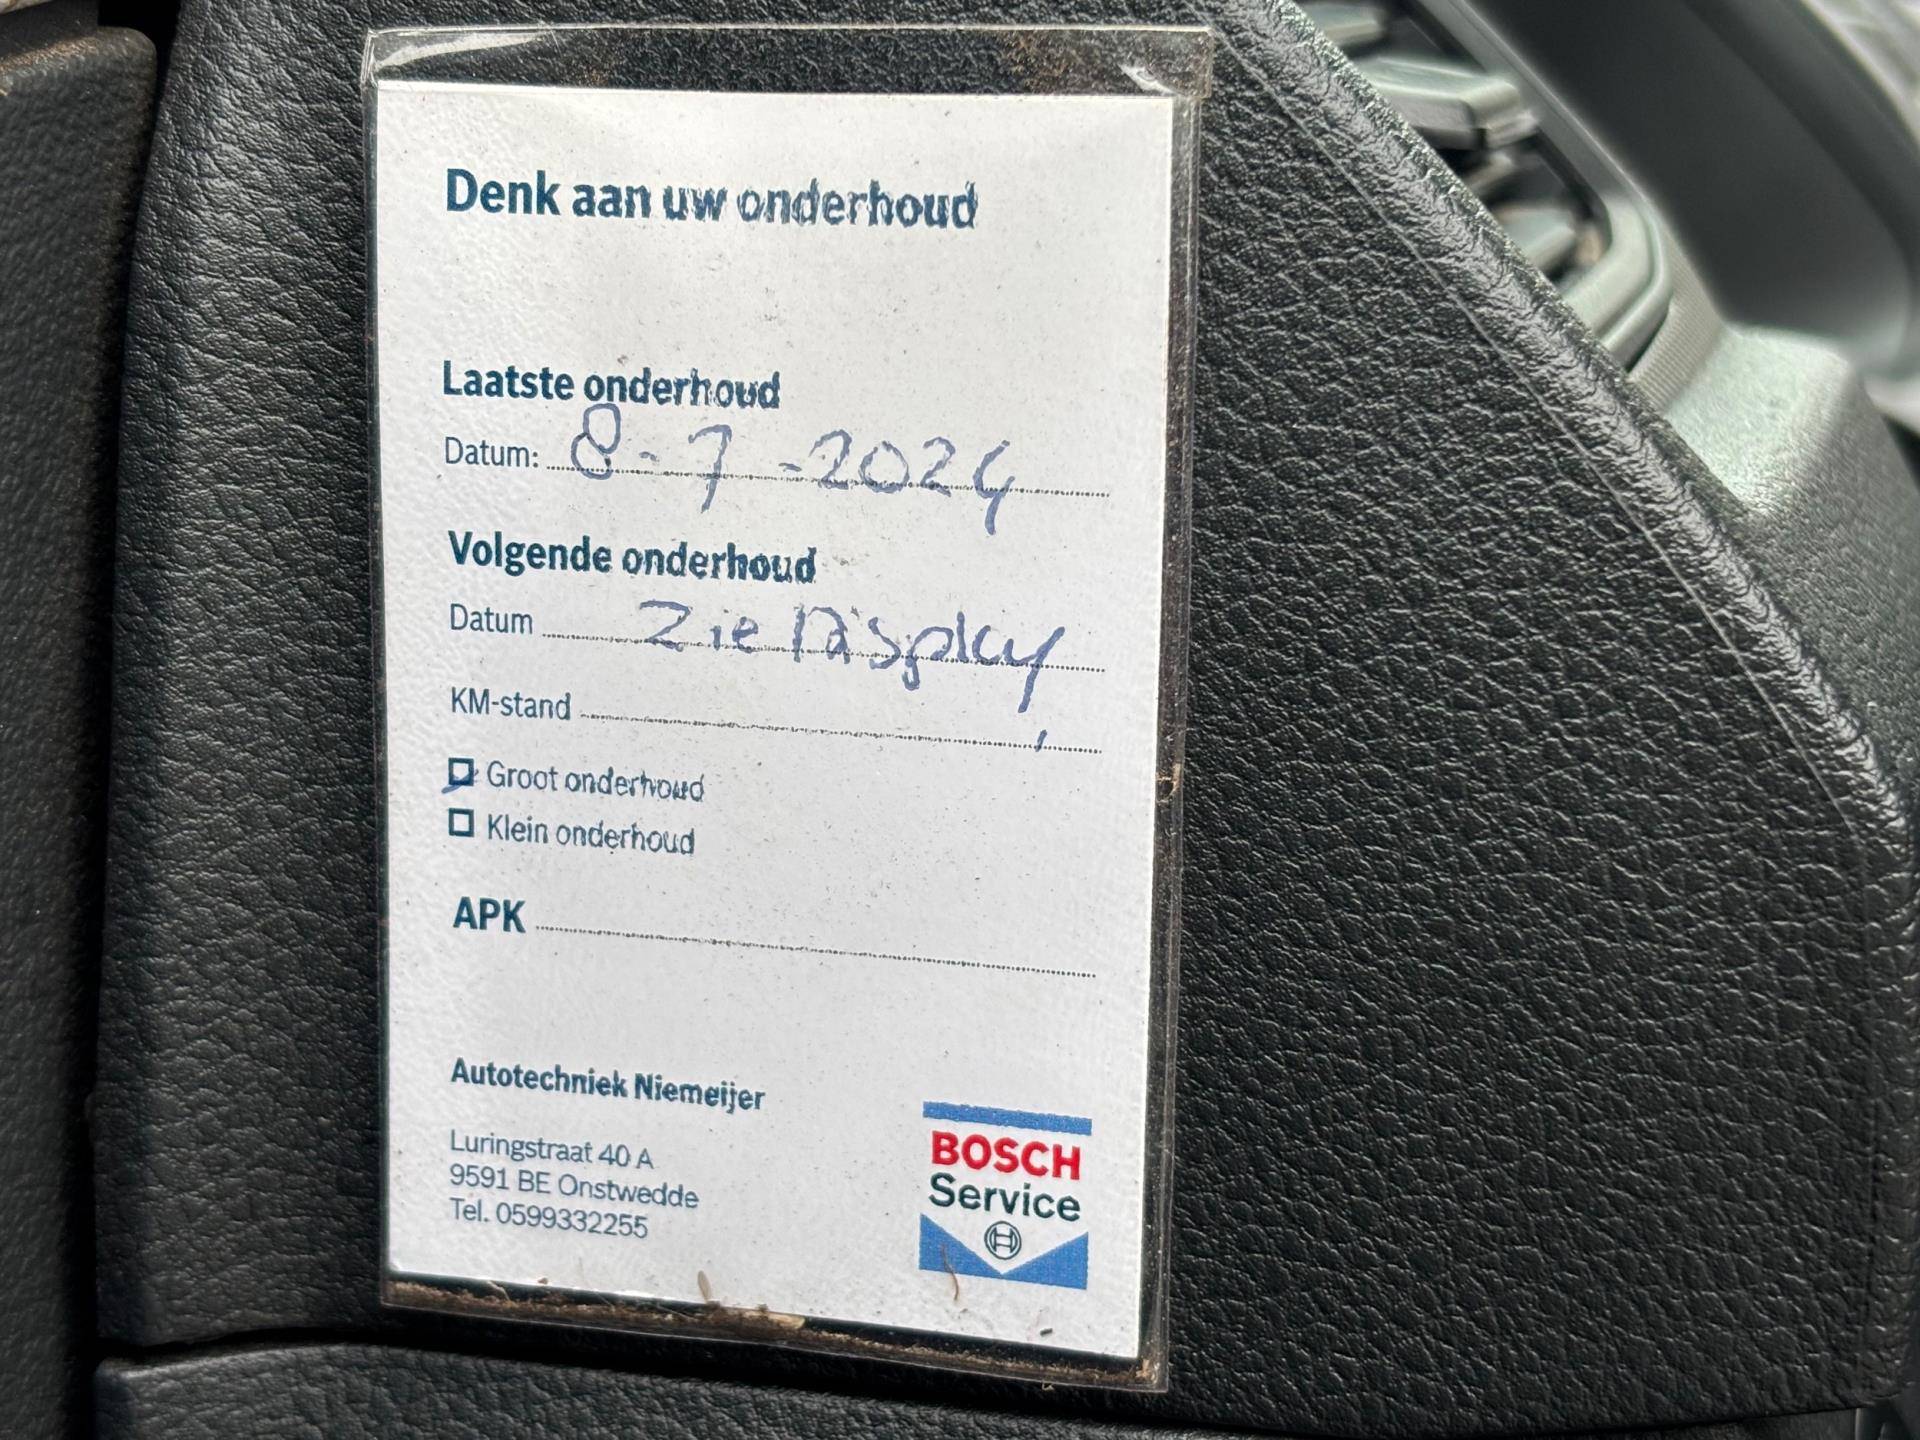 Denk aan uw onderhoud
Laatste onderhoud
Datum: 8-7-2024
Volgende onderhoud
Datum Zie Display
KM-stand
Groot onderhoud
Klein onderhoud
APK
Autotechniek Niemeijer
Luringstraat 40 A
9591 BE Onstwedde
Tel. 0599332255
BOSCH
Service